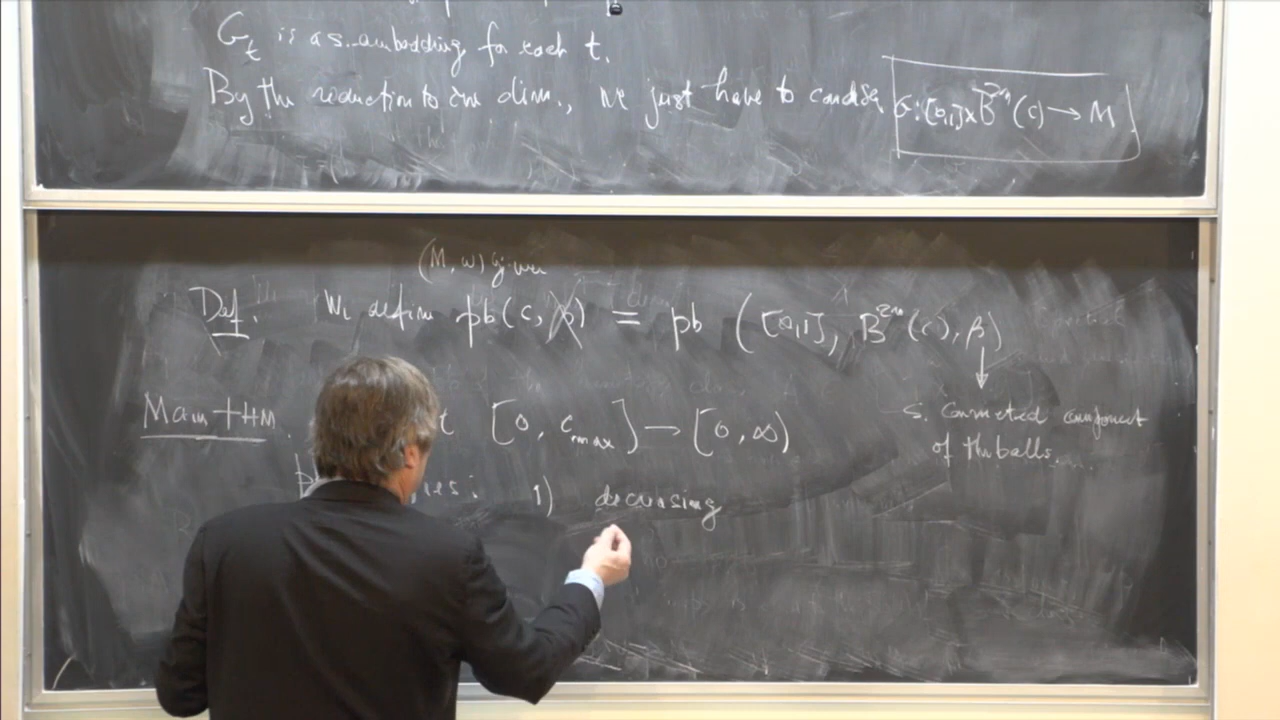 G_t is a s. embedding for each t.
By the reduction to one dim., we just have to consider G: [0,1]×B^{2n}(c) → M
(M, ω) given
Def. We define pb(c, β) = pb ([0,1], B^{2n}(c), β)
↓
Main THM. t [0, c_max] → [0, ∞)
s. connected component
of the balls.
1) decreasing